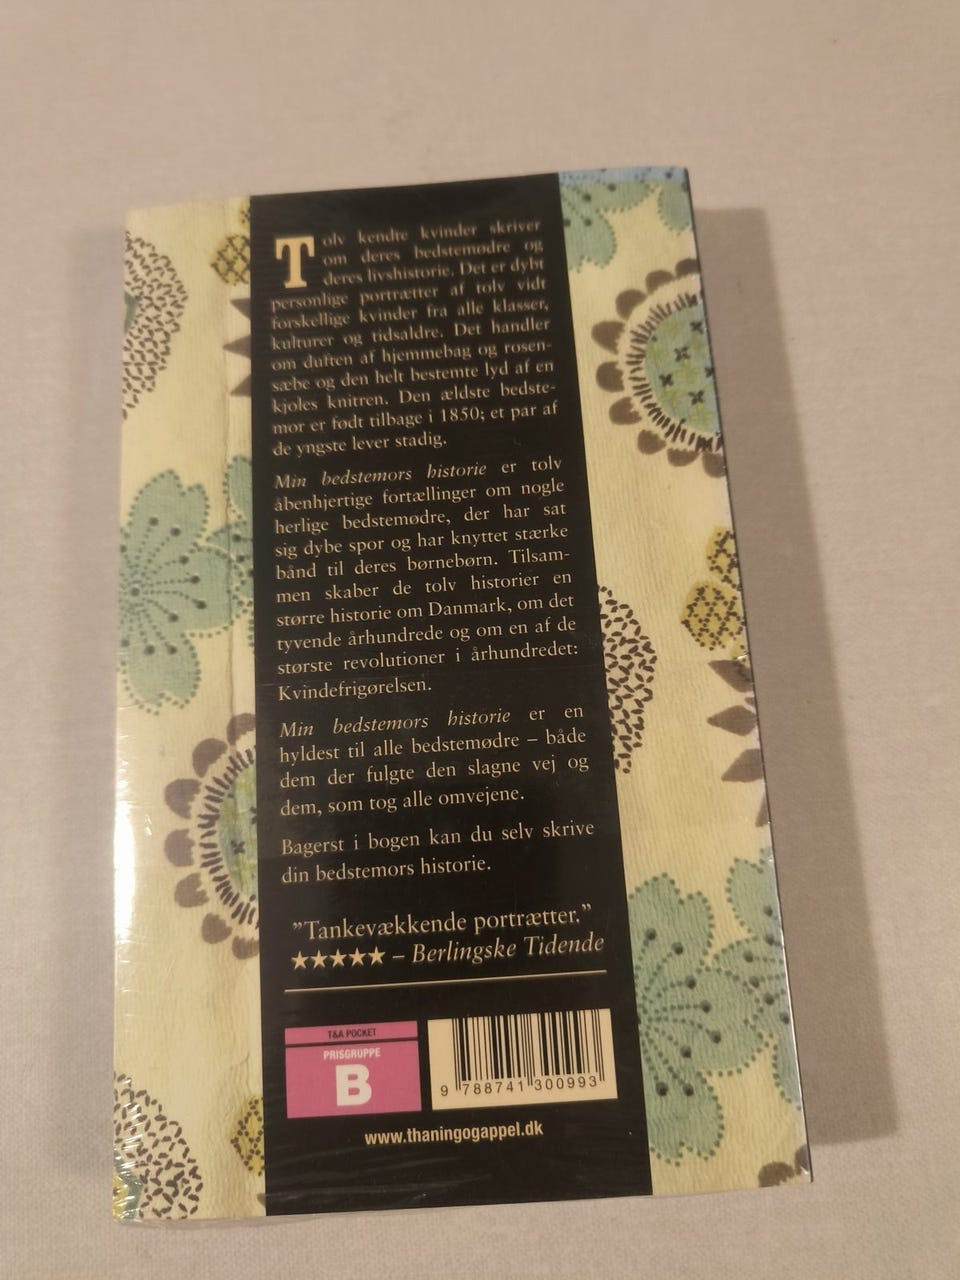 Tolv kendte kvinder skriver
om deres bedstemødre og
deres livshistorie. Det er dybt
personlige portrætter af tolv vidt
forskellige kvinder fra alle klasser,
kulturer og tidsaldre. Det handler
om duften af hjemmebag og rosen-
sæbe og den helt bestemte lyd af en
kjoles knitren. Den ældste bedste-
mor er født tilbage i 1850; et par af
de yngste lever stadig.
Min bedstemors historie er tolv
åbenhjertige fortællinger om nogle
herlige bedstemødre, der har sat
sig dybe spor og har knyttet stærke
bånd til deres børnebørn. Tilsam-
men skaber de tolv historier en
større historie om Danmark, om det
tyvende århundrede og om en af de
største revolutioner i århundredet:
Kvindefrigørelsen.
Min bedstemors historie er en
hyldest til alle bedstemødre – både
dem der fulgte den slagne vej og
dem, som tog alle omvejene.
Bagerst i bogen kan du selv skrive
din bedstemors historie.
”Tankevækkende portrætter.”
★★★★★ – Berlingske Tidende
T&A POCKET
PRISGRUPPE
B
9 788741 300993
www.thaningogappel.dk